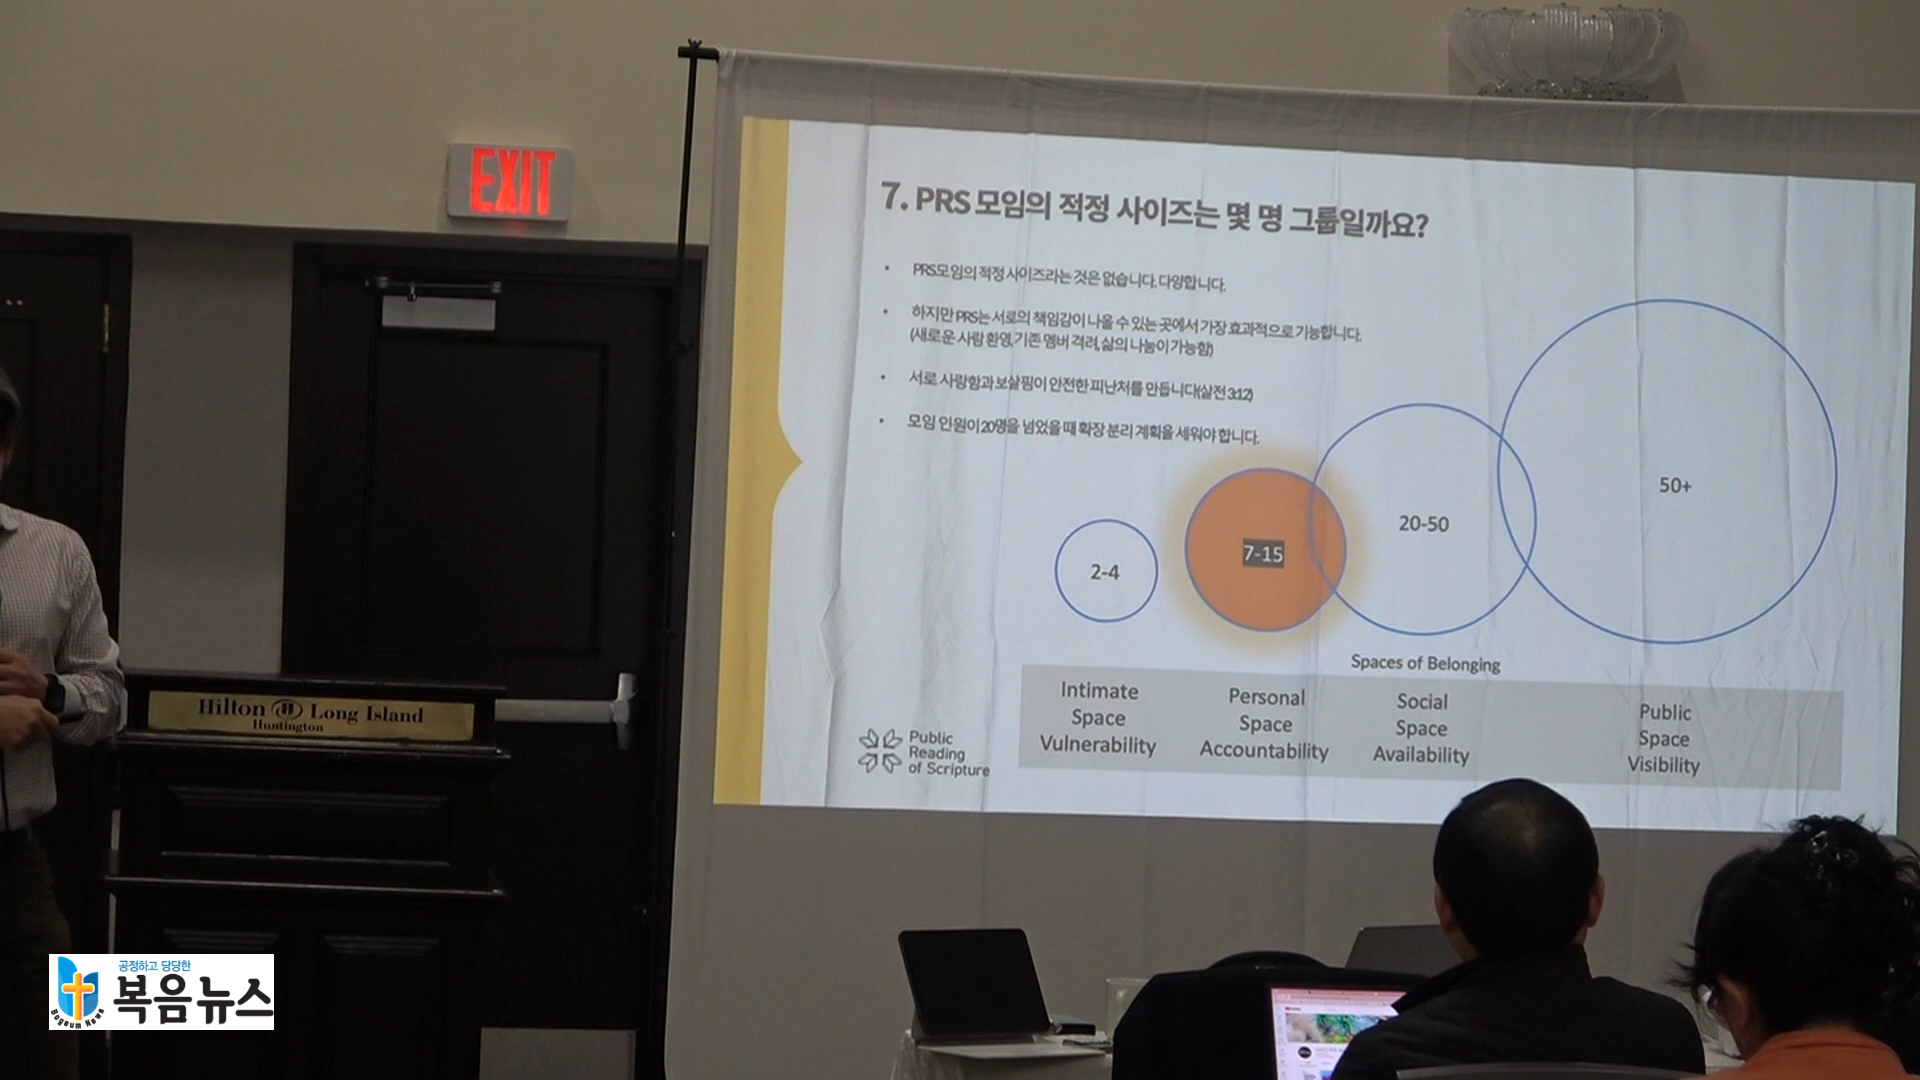 EXIT
7. PRS 모임의 적정 사이즈는 몇 명 그룹일까요?
• PRS모임의 적정 사이즈라는 것은 없습니다. 다양합니다.
• 하지만 PRS는 서로의 책임감이 나올 수 있는 곳에서 가장 효과적으로 기능합니다.
(새로운 사람 환영, 기존 멤버 격려, 삶의 나눔이 가능함)
• 서로 사랑함과 보살핌이 안전한 피난처를 만듭니다(살전 3:12)
• 모임 인원이 20명을 넘었을 때 확장 분리 계획을 세워야 합니다.
2-4
7-15
20-50
50+
Spaces of Belonging
Intimate
Space
Vulnerability
Personal
Space
Accountability
Social
Space
Availability
Public
Space
Visibility
Public
Reading
of Scripture
Hilton H Long Island
Huntington
공정하고 당당한
복음뉴스
Bogeum News